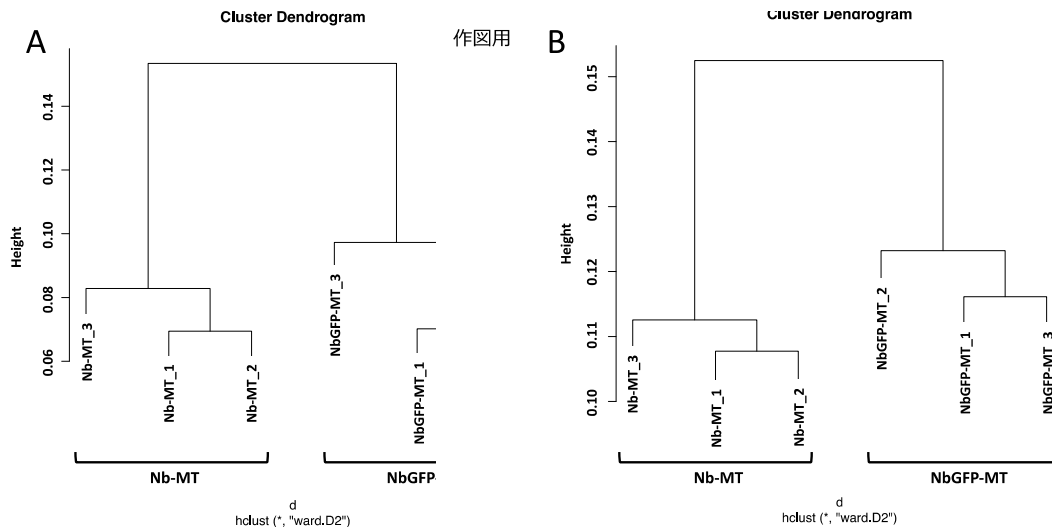 A
Cluster Dendrogram
Height
0.14
0.12
0.10
0.08
0.06
Nb-MT_3
Nb-MT_1
Nb-MT_2
NbGFP-MT_3
NbGFP-MT_1
Nb-MT
NbGFP-
d
hclust (*, "ward.D2")
作図用
B
Cluster Dendrogram
Height
0.15
0.14
0.13
0.12
0.11
0.10
Nb-MT_3
Nb-MT_1
Nb-MT_2
NbGFP-MT_2
NbGFP-MT_1
NbGFP-MT_3
Nb-MT
NbGFP-MT
d
hclust (*, "ward.D2")